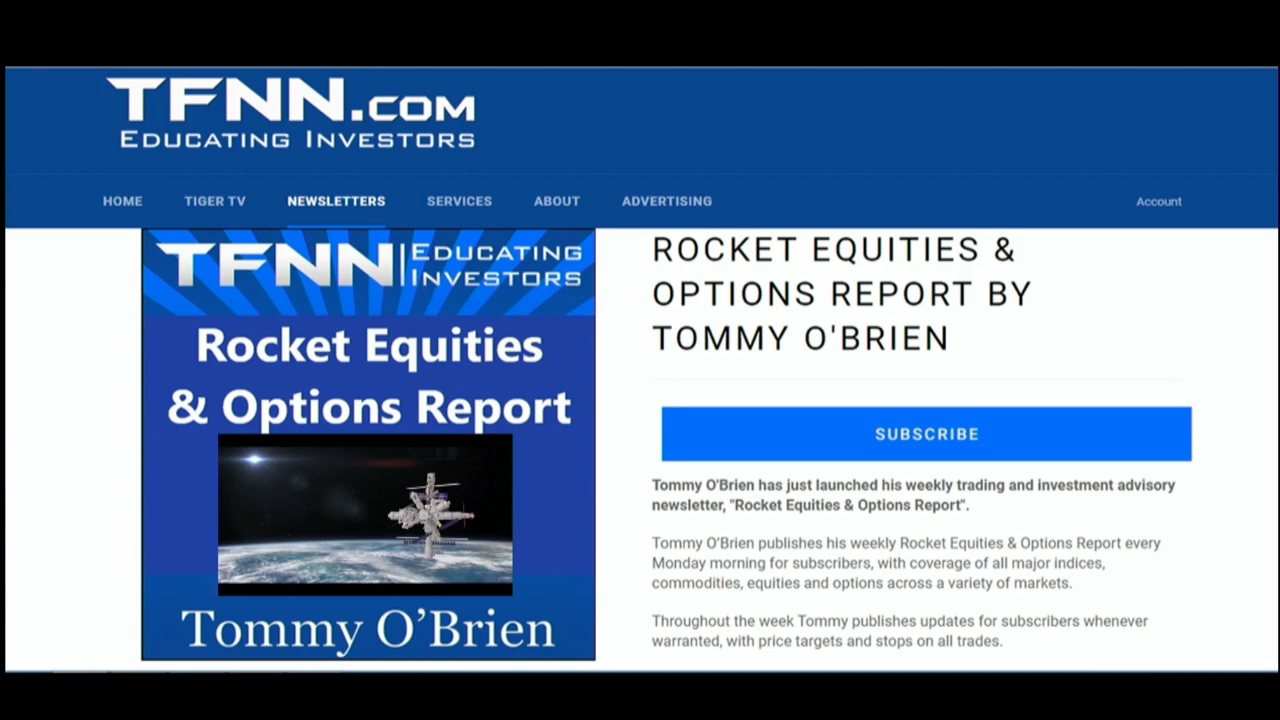 TFNN.COM
EDUCATING INVESTORS
HOME TIGER TV NEWSLETTERS SERVICES ABOUT ADVERTISING Account
TFNN EDUCATING
INVESTORS
Rocket Equities
& Options Report
Tommy O’Brien
ROCKET EQUITIES &
OPTIONS REPORT BY
TOMMY O'BRIEN
SUBSCRIBE
Tommy O'Brien has just launched his weekly trading and investment advisory
newsletter, "Rocket Equities & Options Report".
Tommy O’Brien publishes his weekly Rocket Equities & Options Report every
Monday morning for subscribers, with coverage of all major indices,
commodities, equities and options across a variety of markets.
Throughout the week Tommy publishes updates for subscribers whenever
warranted, with price targets and stops on all trades.